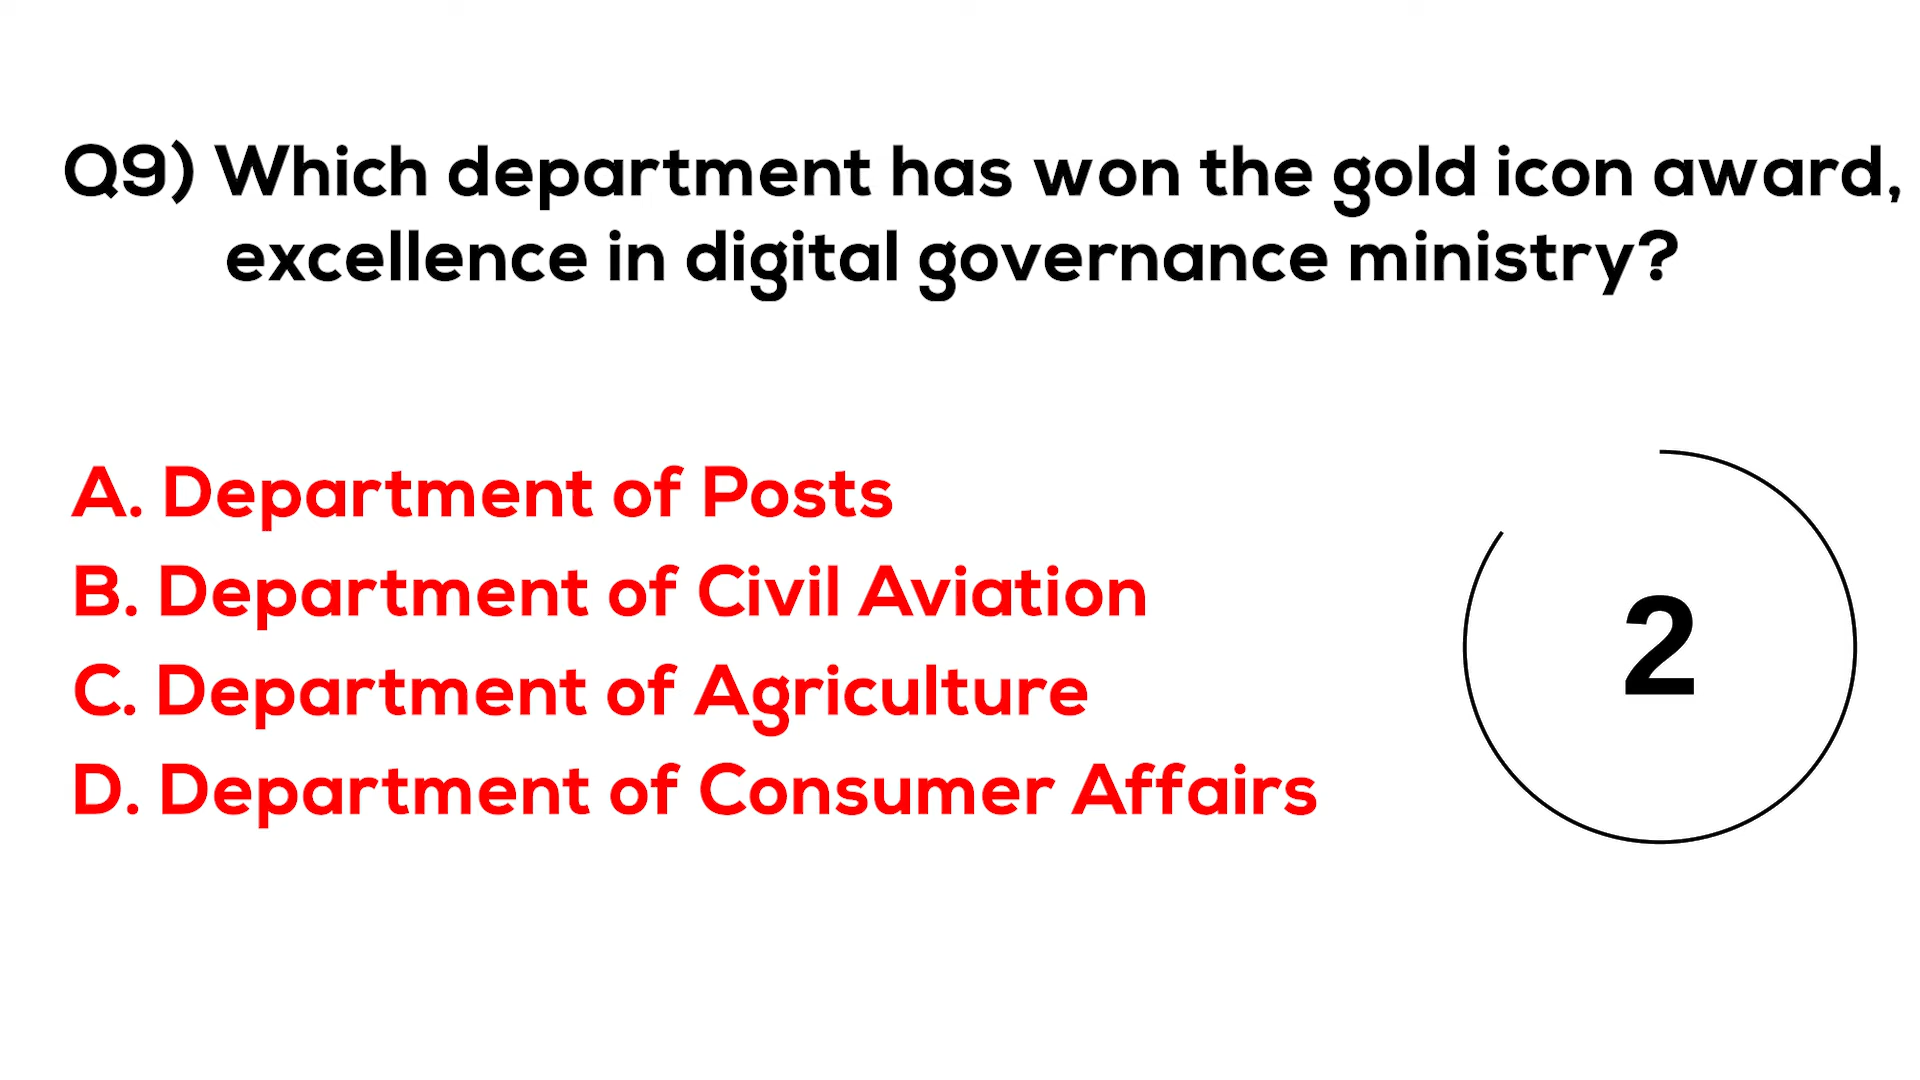 Q9) Which department has won the gold icon award,
excellence in digital governance ministry?
A. Department of Posts
B. Department of Civil Aviation
C. Department of Agriculture
D. Department of Consumer Affairs
2